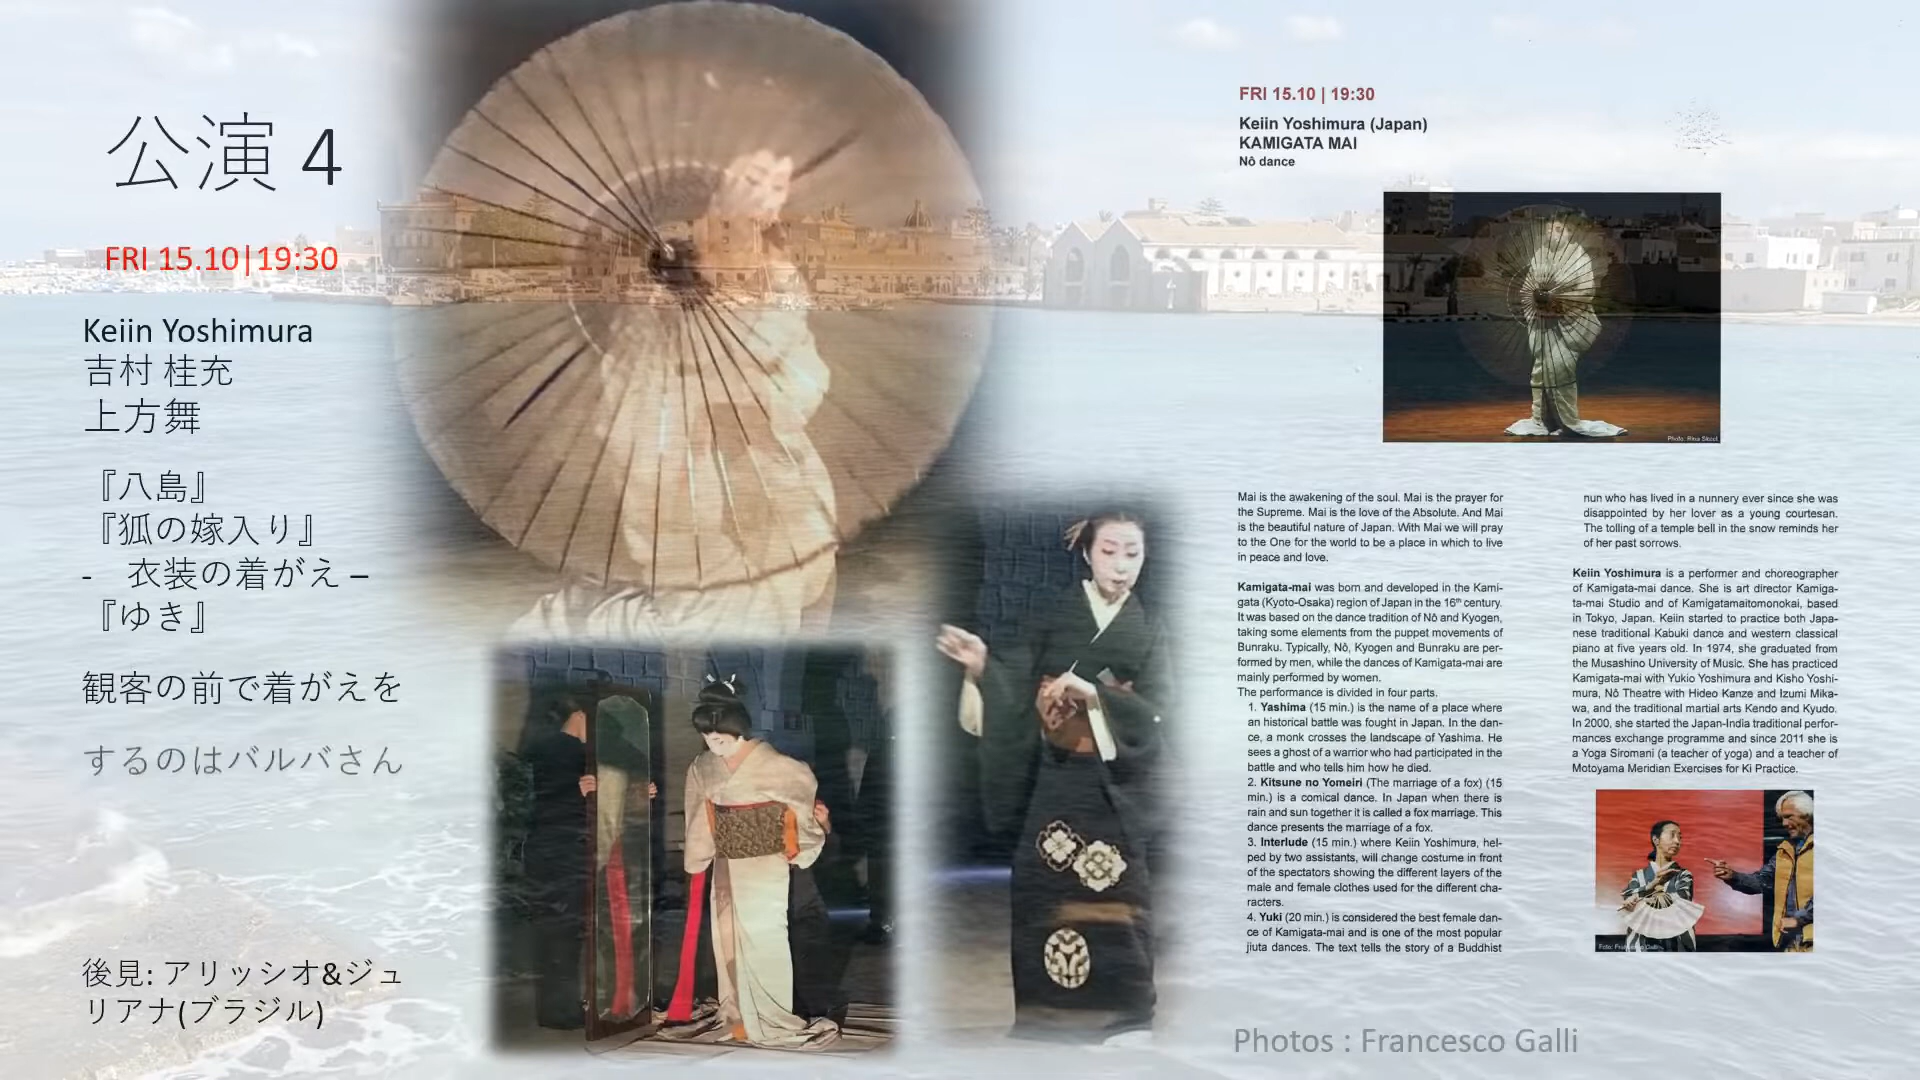 公演 4
FRI 15.10|19:30
Keiin Yoshimura
吉村 桂充
上方舞
『八島』
『狐の嫁入り』
- 衣装の着がえ –
『ゆき』
観客の前で着がえを
するのはバルバさん
後見: アリッシオ&ジュ
リアナ(ブラジル)
FRI 15.10 | 19:30
Keiin Yoshimura (Japan)
KAMIGATA MAI
Nô dance
Photo: Rina Skeel
Mai is the awakening of the soul. Mai is the prayer for
the Supreme. Mai is the love of the Absolute. And Mai
is the beautiful nature of Japan. With Mai we will pray
to the One for the world to be a place in which to live
in peace and love.
Kamigata-mai was born and developed in the Kami-
gata (Kyoto-Osaka) region of Japan in the 16th century.
It was based on the dance tradition of Nô and Kyogen,
taking some elements from the puppet movements of
Bunraku. Typically, Nô, Kyogen and Bunraku are per-
formed by men, while the dances of Kamigata-mai are
mainly performed by women.
The performance is divided in four parts.
1. Yashima (15 min.) is the name of a place where
an historical battle was fought in Japan. In the dan-
ce, a monk crosses the landscape of Yashima. He
sees a ghost of a warrior who had participated in the
battle and who tells him how he died.
2. Kitsune no Yomeiri (The marriage of a fox) (15
min.) is a comical dance. In Japan when there is
rain and sun together it is called a fox marriage. This
dance presents the marriage of a fox.
3. Interlude (15 min.) where Keiin Yoshimura, hel-
ped by two assistants, will change costume in front
of the spectators showing the different layers of the
male and female clothes used for the different cha-
racters.
4. Yuki (20 min.) is considered the best female dan-
ce of Kamigata-mai and is one of the most popular
jiuta dances. The text tells the story of a Buddhist
nun who has lived in a nunnery ever since she was
disappointed by her lover as a young courtesan.
The tolling of a temple bell in the snow reminds her
of her past sorrows.
Keiin Yoshimura is a performer and choreographer
of Kamigata-mai dance. She is art director Kamiga-
ta-mai Studio and of Kamigatamaitomonokai, based
in Tokyo, Japan. Keiin started to practice both Japa-
nese traditional Kabuki dance and western classical
piano at five years old. In 1974, she graduated from
the Musashino University of Music. She has practiced
Kamigata-mai with Yukio Yoshimura and Kisho Yoshi-
mura, Nô Theatre with Hideo Kanze and Izumi Mika-
wa, and the traditional martial arts Kendo and Kyudo.
In 2000, she started the Japan-India traditional perfor-
mances exchange programme and since 2011 she is
a Yoga Siromani (a teacher of yoga) and a teacher of
Motoyama Meridian Exercises for Ki Practice.
Foto: Francesco Galli
Photos : Francesco Galli